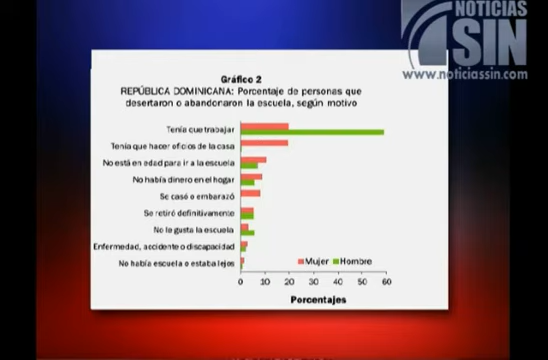 NOTICIAS
SIN
www.noticiassin.com
Gráfico 2
REPÚBLICA DOMINICANA: Porcentaje de personas que
desertaron o abandonaron la escuela, según motivo
Tenía que trabajar
Tenía que hacer oficios de la casa
No está en edad para ir a la escuela
No había dinero en el hogar
Se casó o embarazó
Se retiró definitivamente
No le gusta la escuela
Enfermedad, accidente o discapacidad
No había escuela o estaba lejos
Mujer Hombre
0 10 20 30 40 50 60
Porcentajes